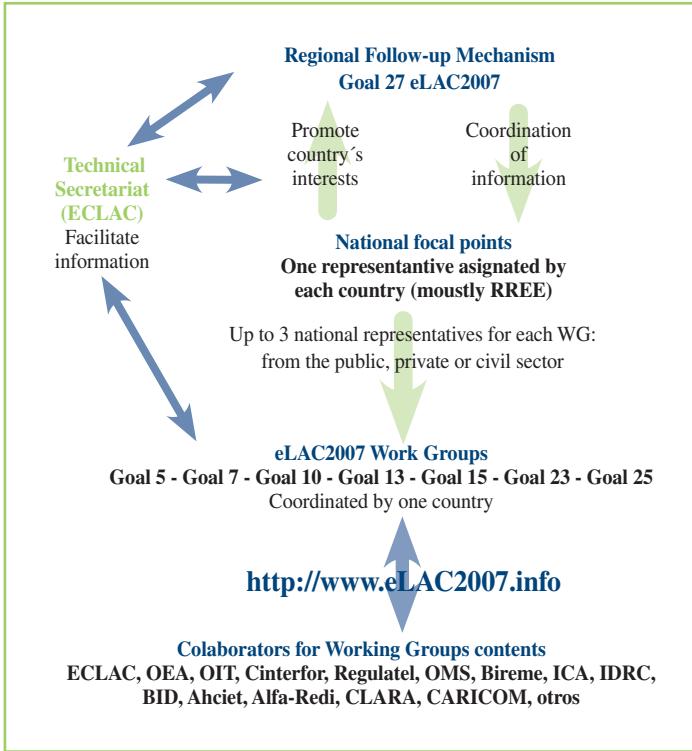 Regional Follow-up Mechanism
Goal 27 eLAC2007
Promote
country´s
interests
Coordination
of
information
Technical
Secretariat
(ECLAC)
Facilitate
information
National focal points
One representantive asignated by
each country (moustly RREE)
Up to 3 national representatives for each WG:
from the public, private or civil sector
eLAC2007 Work Groups
Goal 5 - Goal 7 - Goal 10 - Goal 13 - Goal 15 - Goal 23 - Goal 25
Coordinated by one country
http://www.eLAC2007.info
Colaborators for Working Groups contents
ECLAC, OEA, OIT, Cinterfor, Regulatel, OMS, Bireme, ICA, IDRC,
BID, Ahciet, Alfa-Redi, CLARA, CARICOM, otros